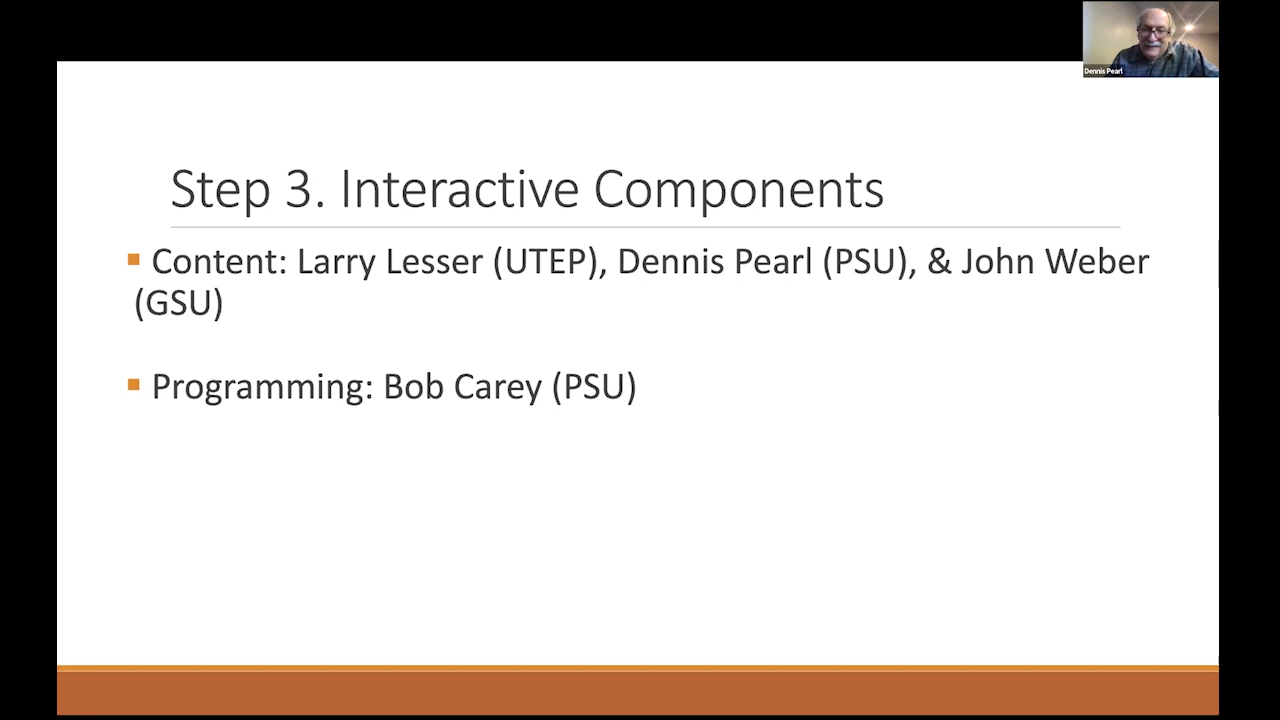 Dennis Pearl
Step 3. Interactive Components
Content: Larry Lesser (UTEP), Dennis Pearl (PSU), & John Weber
(GSU)
Programming: Bob Carey (PSU)